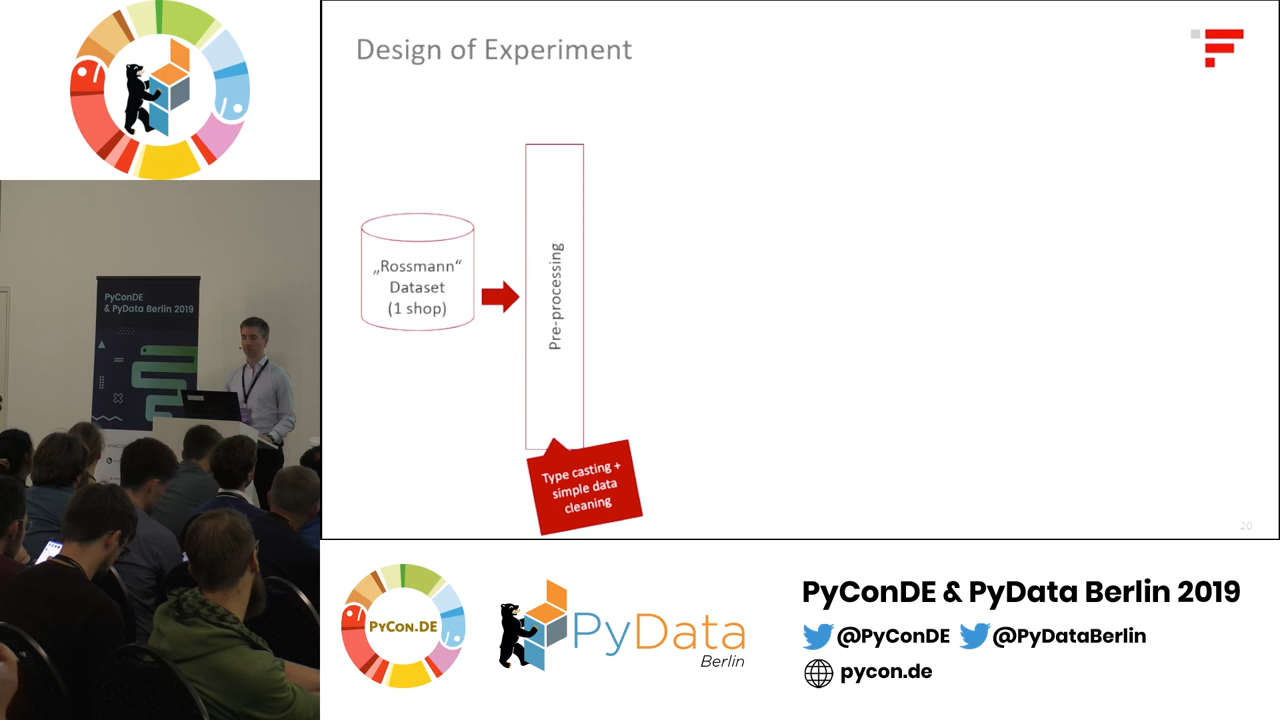 Design of Experiment
„Rossmann“
Dataset
(1 shop)
Pre-processing
Type casting +
simple data
cleaning
20
PyConDE
& PyData Berlin 2019
PyCon.DE
PyData
Berlin
PyConDE & PyData Berlin 2019
@PyConDE @PyDataBerlin
pycon.de